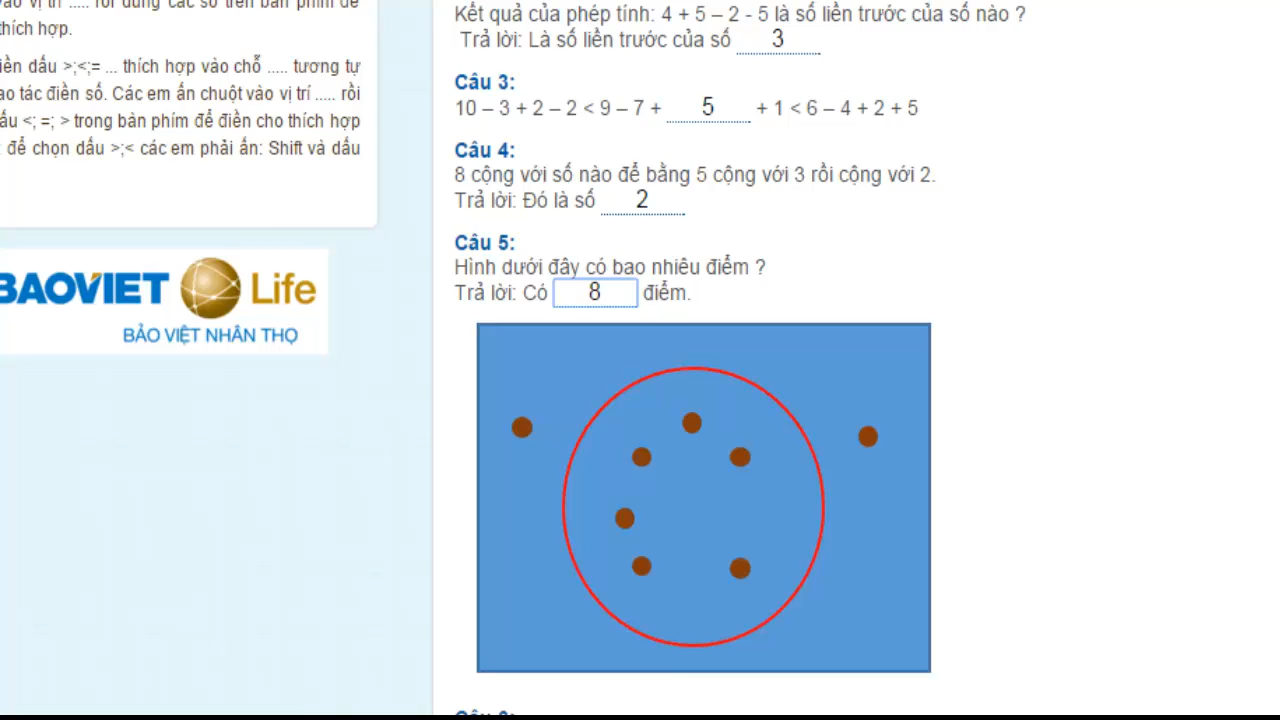 vào vị trí ..... rồi dùng các số trên bàn phím để
thích hợp.
iền dấu >;<;= ... thích hợp vào chỗ ..... tương tự
ao tác điền số. Các em ấn chuột vào vị trí ..... rồi
ấu <; =; > trong bàn phím để điền cho thích hợp
: để chọn dấu >;< các em phải ấn: Shift và dấu
BAOVIET Life
BẢO VIỆT NHÂN THỌ
Kết quả của phép tính: 4 + 5 – 2 - 5 là số liền trước của số nào ?
Trả lời: Là số liền trước của số 3
Câu 3:
10 – 3 + 2 – 2 < 9 – 7 + 5 + 1 < 6 – 4 + 2 + 5
Câu 4:
8 cộng với số nào để bằng 5 cộng với 3 rồi cộng với 2.
Trả lời: Đó là số 2
Câu 5:
Hình dưới đây có bao nhiêu điểm ?
Trả lời: Có 8 điểm.